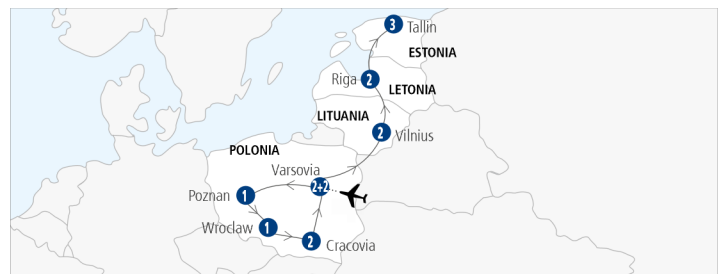 3 Tallin
ESTONIA
Riga 2
LETONIA
LITUANIA
2 Vilnius
POLONIA
Varsovia
2+2
Poznan 1
Wroclaw 1
2 Cracovia